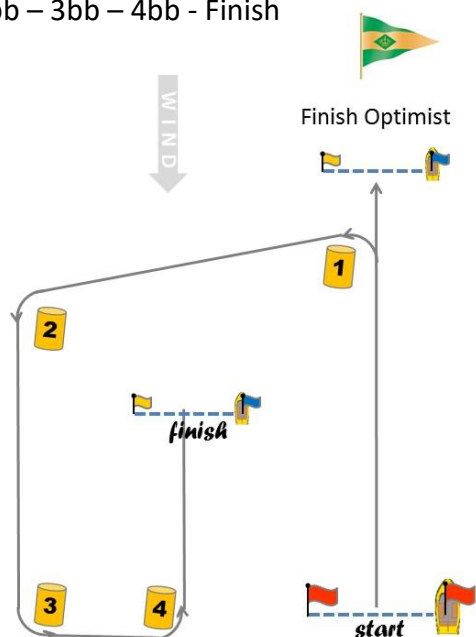 bb – 3bb – 4bb - Finish
WIND
Finish Optimist
1
2
finish
3
4
start